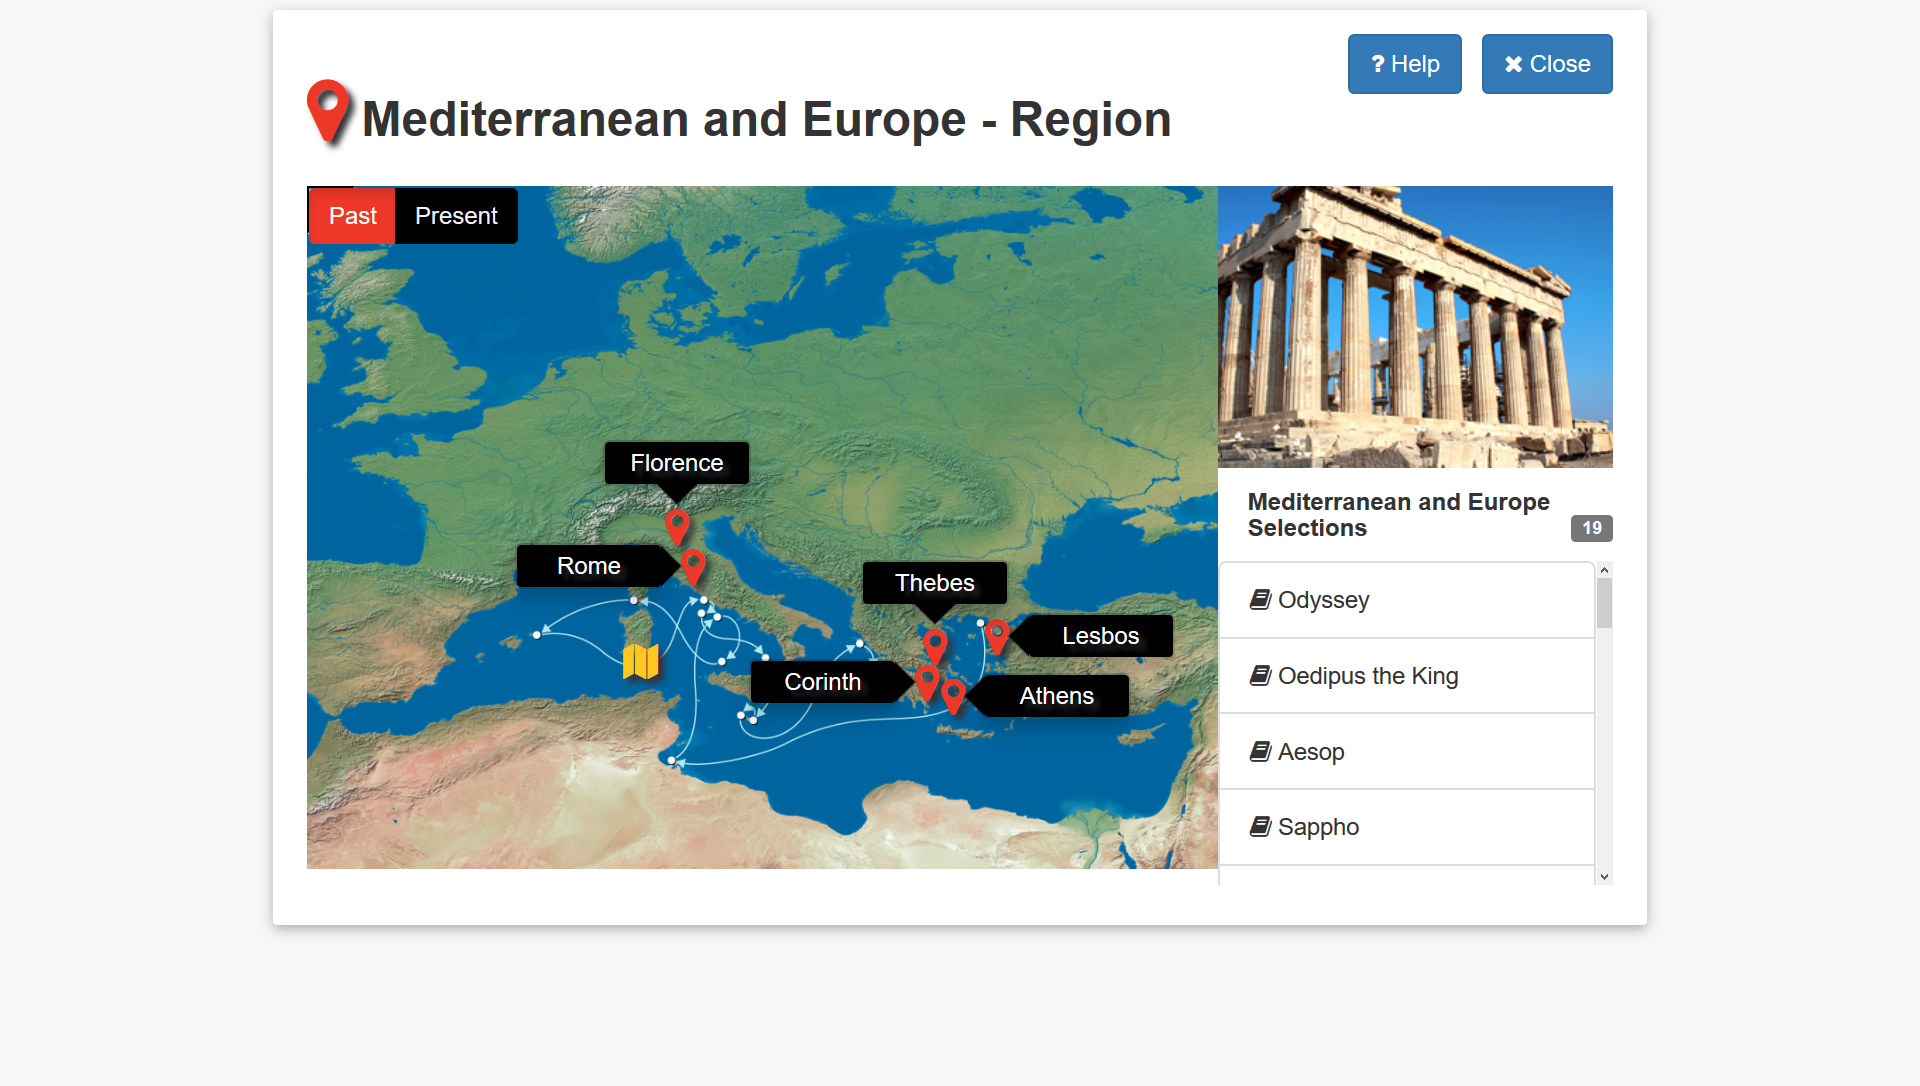 Help
Close
Mediterranean and Europe - Region
Past
Present
Florence
Rome
Thebes
Lesbos
Corinth
Athens
Mediterranean and Europe
Selections
19
Odyssey
Oedipus the King
Aesop
Sappho